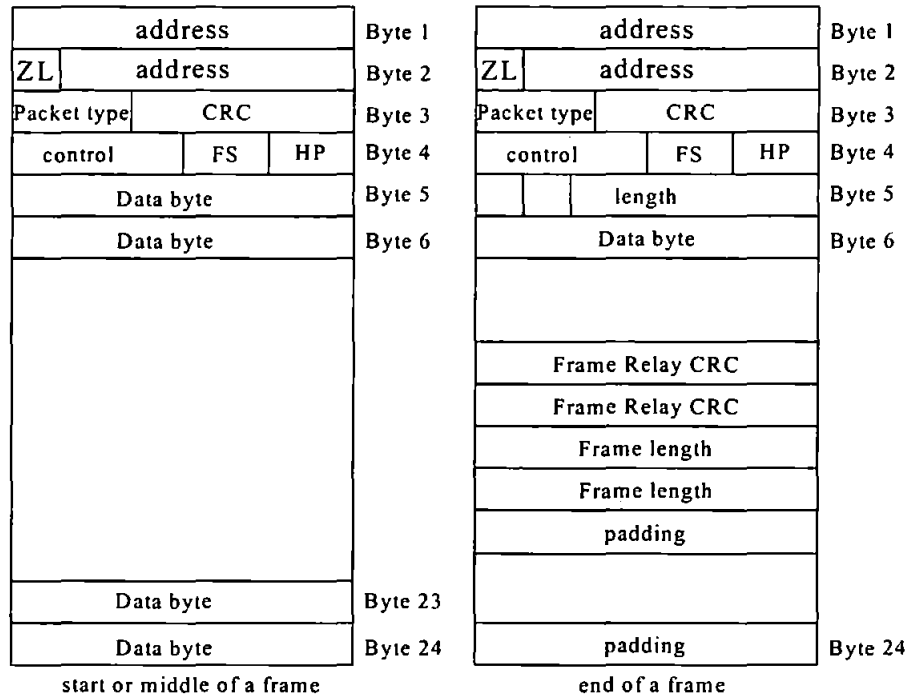 address Byte 1
ZL address Byte 2
Packet type CRC Byte 3
control FS HP Byte 4
Data byte Byte 5
Data byte Byte 6
Data byte Byte 23
Data byte Byte 24
start or middle of a frame
address Byte 1
ZL address Byte 2
Packet type CRC Byte 3
control FS HP Byte 4
length Byte 5
Data byte Byte 6
Frame Relay CRC
Frame Relay CRC
Frame length
Frame length
padding
padding Byte 24
end of a frame